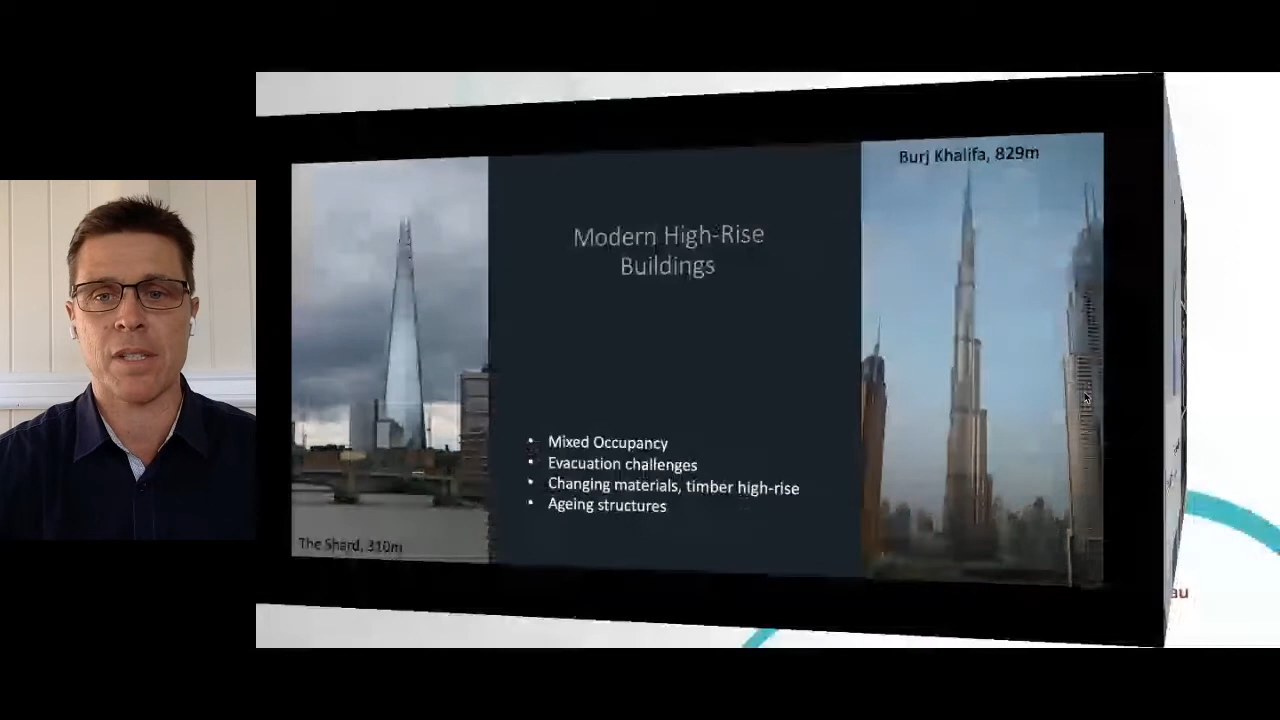 Burj Khalifa, 829m
Modern High-Rise
Buildings
• Mixed Occupancy
• Evacuation challenges
• Changing materials, timber high-rise
• Ageing structures
The Shard, 310m
au